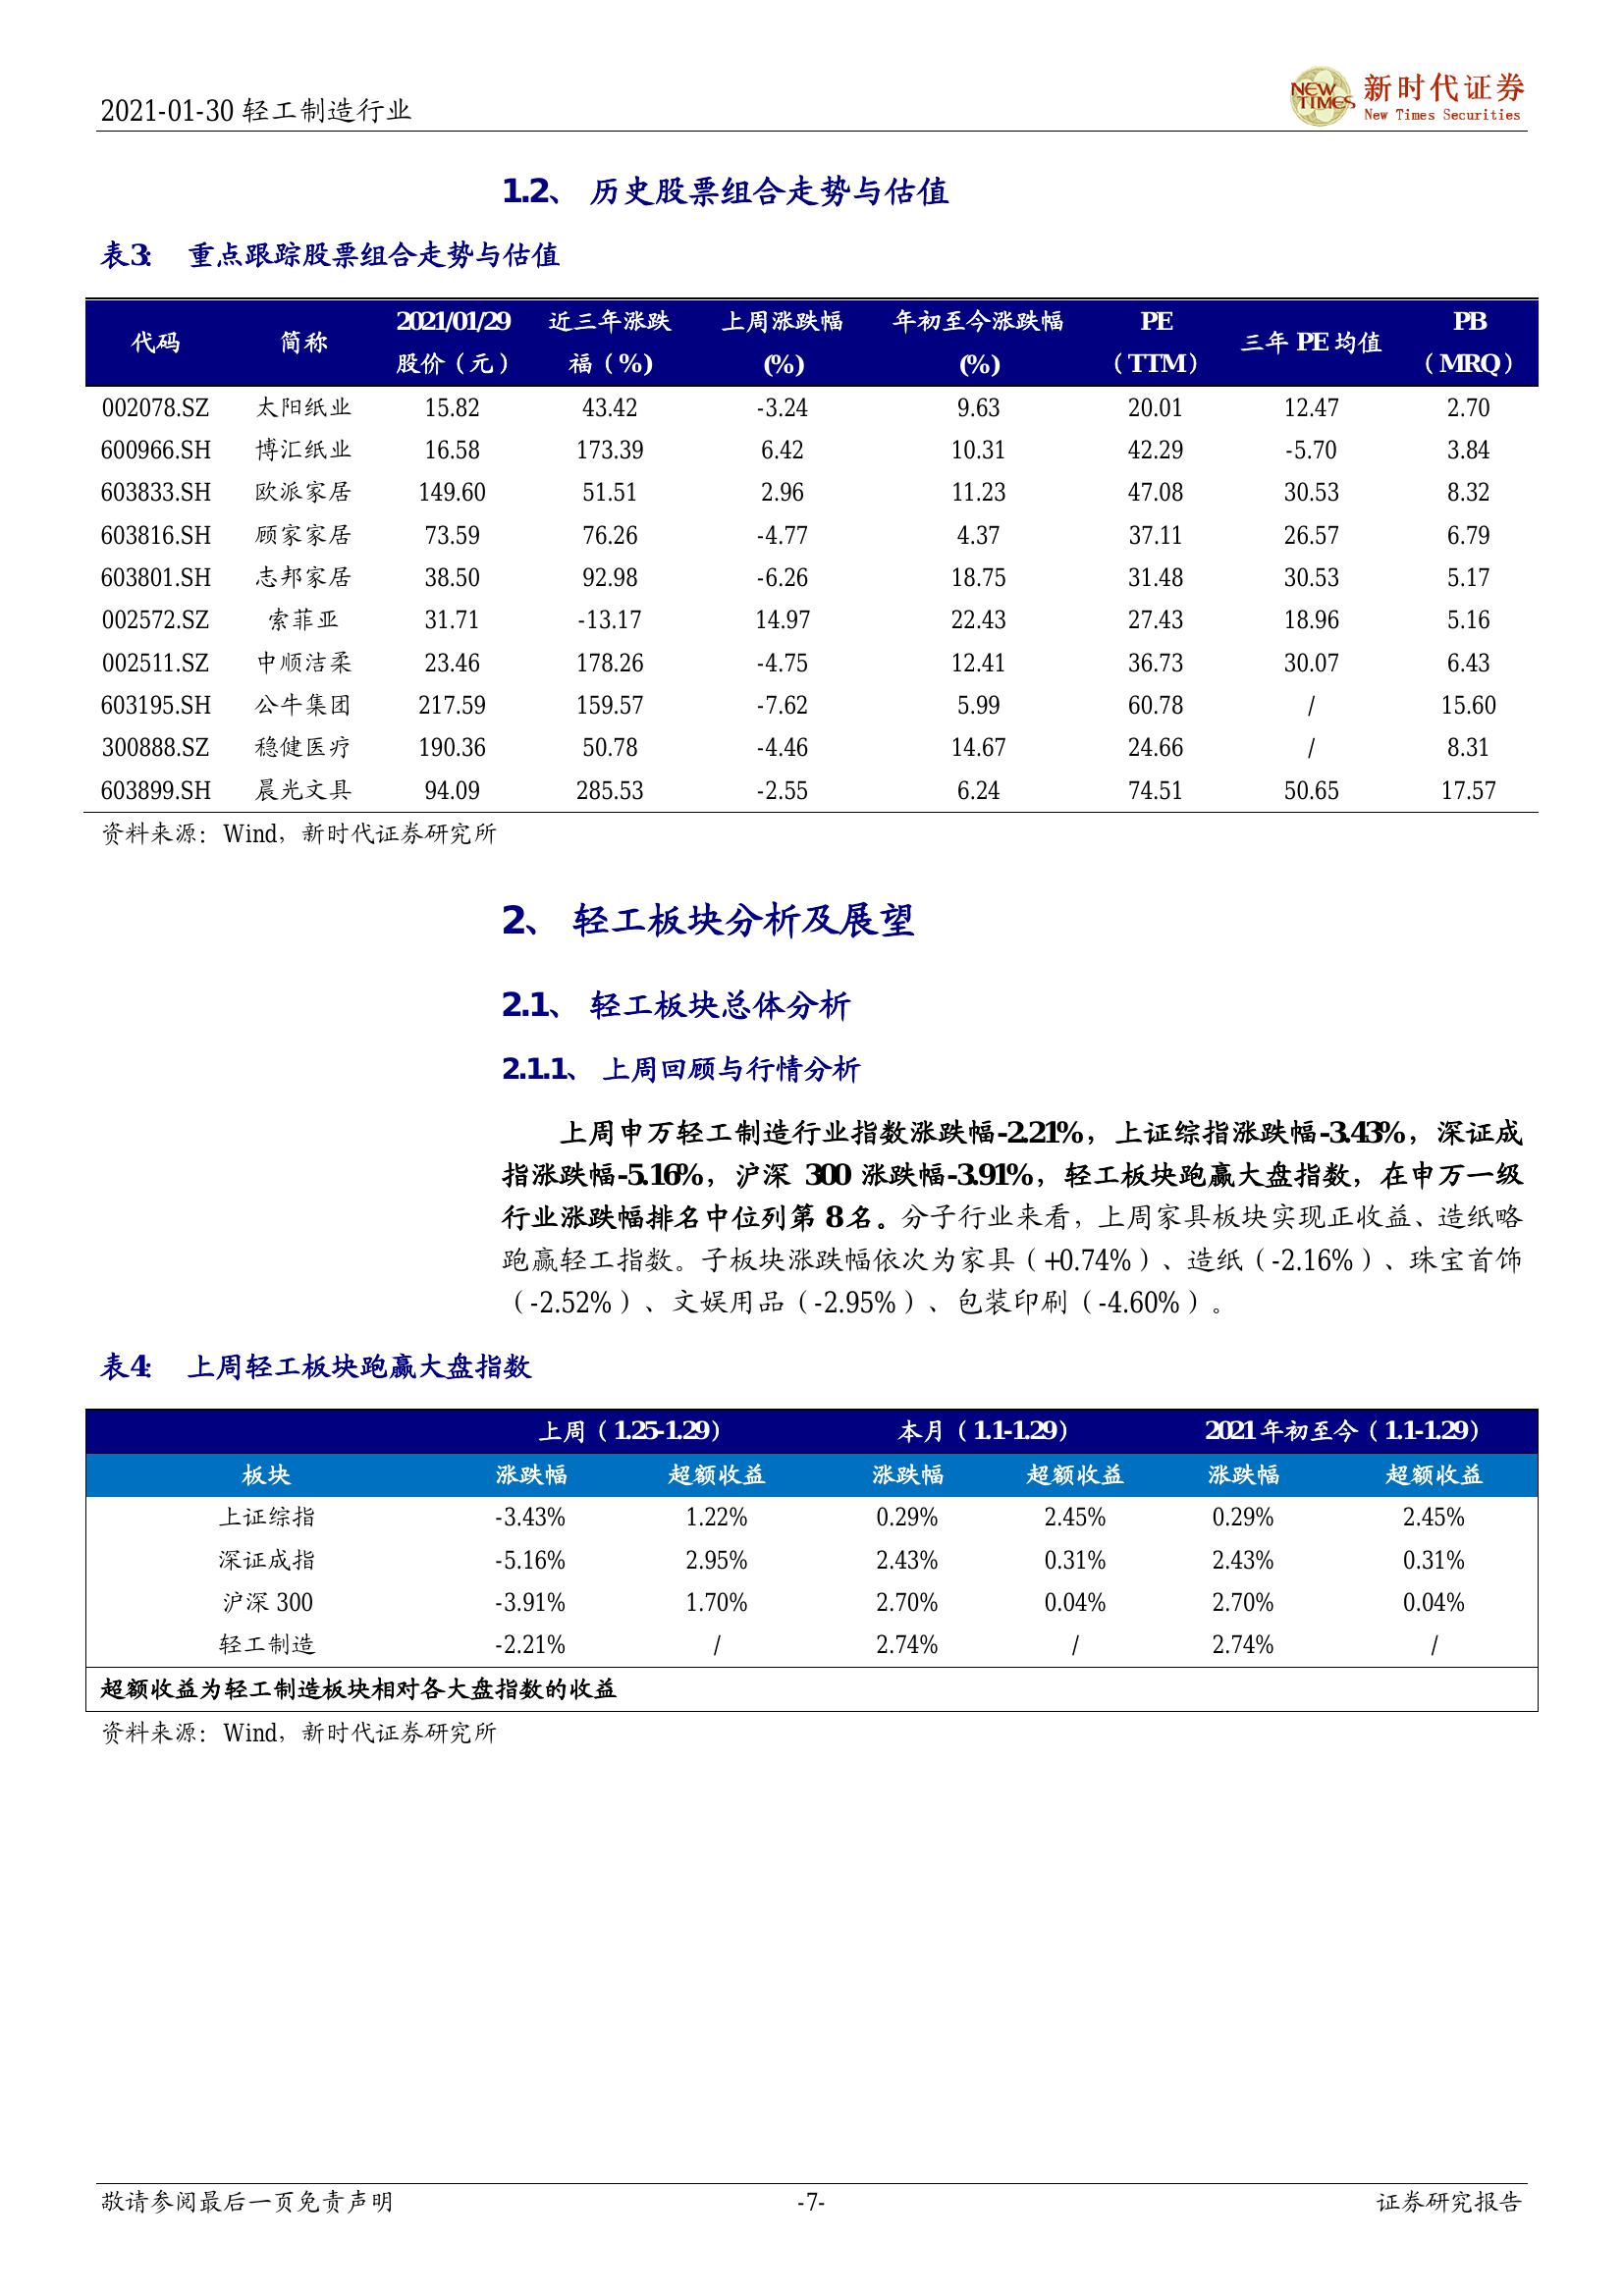 2021-01-30 轻工制造行业
NEW TIMES 新时代证券
New Times Securities
1.2、 历史股票组合走势与估值
表3: 重点跟踪股票组合走势与估值
代码 简称 2021/01/29 股价（元） 近三年涨跌福（%) 上周涨跌幅(%) 年初至今涨跌幅(%) PE（TTM） 三年 PE 均值 PB（MRQ）
002078.SZ 太阳纸业 15.82 43.42 -3.24 9.63 20.01 12.47 2.70
600966.SH 博汇纸业 16.58 173.39 6.42 10.31 42.29 -5.70 3.84
603833.SH 欧派家居 149.60 51.51 2.96 11.23 47.08 30.53 8.32
603816.SH 顾家家居 73.59 76.26 -4.77 4.37 37.11 26.57 6.79
603801.SH 志邦家居 38.50 92.98 -6.26 18.75 31.48 30.53 5.17
002572.SZ 索菲亚 31.71 -13.17 14.97 22.43 27.43 18.96 5.16
002511.SZ 中顺洁柔 23.46 178.26 -4.75 12.41 36.73 30.07 6.43
603195.SH 公牛集团 217.59 159.57 -7.62 5.99 60.78 / 15.60
300888.SZ 稳健医疗 190.36 50.78 -4.46 14.67 24.66 / 8.31
603899.SH 晨光文具 94.09 285.53 -2.55 6.24 74.51 50.65 17.57
资料来源：Wind，新时代证券研究所
2、 轻工板块分析及展望
2.1、 轻工板块总体分析
2.1.1、 上周回顾与行情分析
上周申万轻工制造行业指数涨跌幅-2.21%，上证综指涨跌幅-3.43%，深证成
指涨跌幅-5.16%，沪深 300 涨跌幅-3.91%，轻工板块跑赢大盘指数，在申万一级
行业涨跌幅排名中位列第 8 名。分子行业来看，上周家具板块实现正收益、造纸略
跑赢轻工指数。子板块涨跌幅依次为家具（+0.74%）、造纸（-2.16%）、珠宝首饰
（-2.52%）、文娱用品（-2.95%）、包装印刷（-4.60%）。
表4: 上周轻工板块跑赢大盘指数
上周（1.25-1.29） 本月（1.1-1.29） 2021 年初至今（1.1-1.29）
板块 涨跌幅 超额收益 涨跌幅 超额收益 涨跌幅 超额收益
上证综指 -3.43% 1.22% 0.29% 2.45% 0.29% 2.45%
深证成指 -5.16% 2.95% 2.43% 0.31% 2.43% 0.31%
沪深 300 -3.91% 1.70% 2.70% 0.04% 2.70% 0.04%
轻工制造 -2.21% / 2.74% / 2.74% /
超额收益为轻工制造板块相对各大盘指数的收益
资料来源：Wind，新时代证券研究所
敬请参阅最后一页免责声明 -7- 证券研究报告